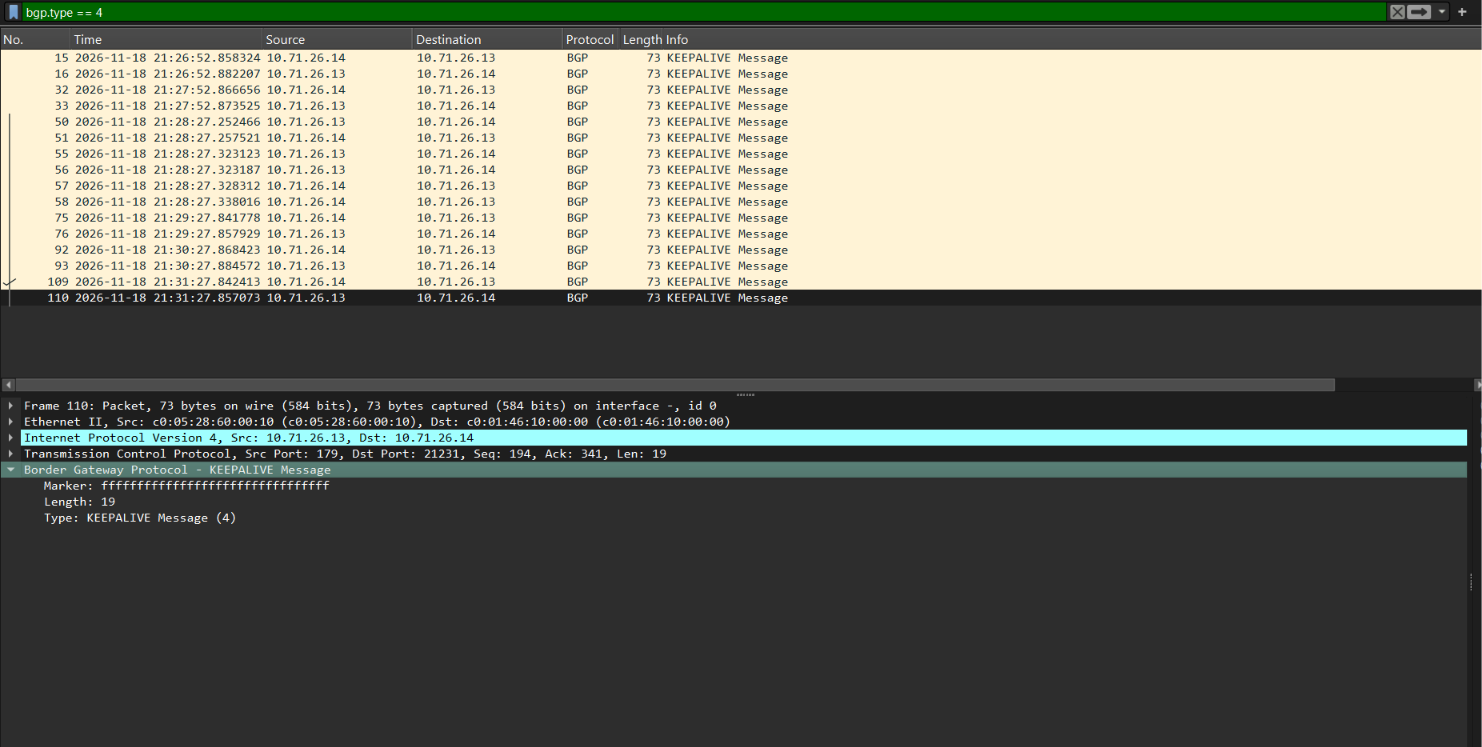 bgp.type == 4
No. Time Source Destination Protocol Length Info
15 2026-11-18 21:26:52.858324 10.71.26.14 10.71.26.13 BGP 73 KEEPALIVE Message
16 2026-11-18 21:26:52.882207 10.71.26.13 10.71.26.14 BGP 73 KEEPALIVE Message
32 2026-11-18 21:27:52.866656 10.71.26.14 10.71.26.13 BGP 73 KEEPALIVE Message
33 2026-11-18 21:27:52.873525 10.71.26.13 10.71.26.14 BGP 73 KEEPALIVE Message
50 2026-11-18 21:28:27.252466 10.71.26.13 10.71.26.14 BGP 73 KEEPALIVE Message
51 2026-11-18 21:28:27.257521 10.71.26.14 10.71.26.13 BGP 73 KEEPALIVE Message
55 2026-11-18 21:28:27.323123 10.71.26.13 10.71.26.14 BGP 73 KEEPALIVE Message
56 2026-11-18 21:28:27.323187 10.71.26.13 10.71.26.14 BGP 73 KEEPALIVE Message
57 2026-11-18 21:28:27.328312 10.71.26.14 10.71.26.13 BGP 73 KEEPALIVE Message
58 2026-11-18 21:28:27.338016 10.71.26.14 10.71.26.13 BGP 73 KEEPALIVE Message
75 2026-11-18 21:29:27.841778 10.71.26.14 10.71.26.13 BGP 73 KEEPALIVE Message
76 2026-11-18 21:29:27.857929 10.71.26.13 10.71.26.14 BGP 73 KEEPALIVE Message
92 2026-11-18 21:30:27.868423 10.71.26.14 10.71.26.13 BGP 73 KEEPALIVE Message
93 2026-11-18 21:30:27.884572 10.71.26.13 10.71.26.14 BGP 73 KEEPALIVE Message
109 2026-11-18 21:31:27.842413 10.71.26.14 10.71.26.13 BGP 73 KEEPALIVE Message
110 2026-11-18 21:31:27.857073 10.71.26.13 10.71.26.14 BGP 73 KEEPALIVE Message
Frame 110: Packet, 73 bytes on wire (584 bits), 73 bytes captured (584 bits) on interface -, id 0
Ethernet II, Src: c0:05:28:60:00:10 (c0:05:28:60:00:10), Dst: c0:01:46:10:00:00 (c0:01:46:10:00:00)
Internet Protocol Version 4, Src: 10.71.26.13, Dst: 10.71.26.14
Transmission Control Protocol, Src Port: 179, Dst Port: 21231, Seq: 194, Ack: 341, Len: 19
Border Gateway Protocol - KEEPALIVE Message
Marker: ffffffffffffffffffffffffffffffff
Length: 19
Type: KEEPALIVE Message (4)